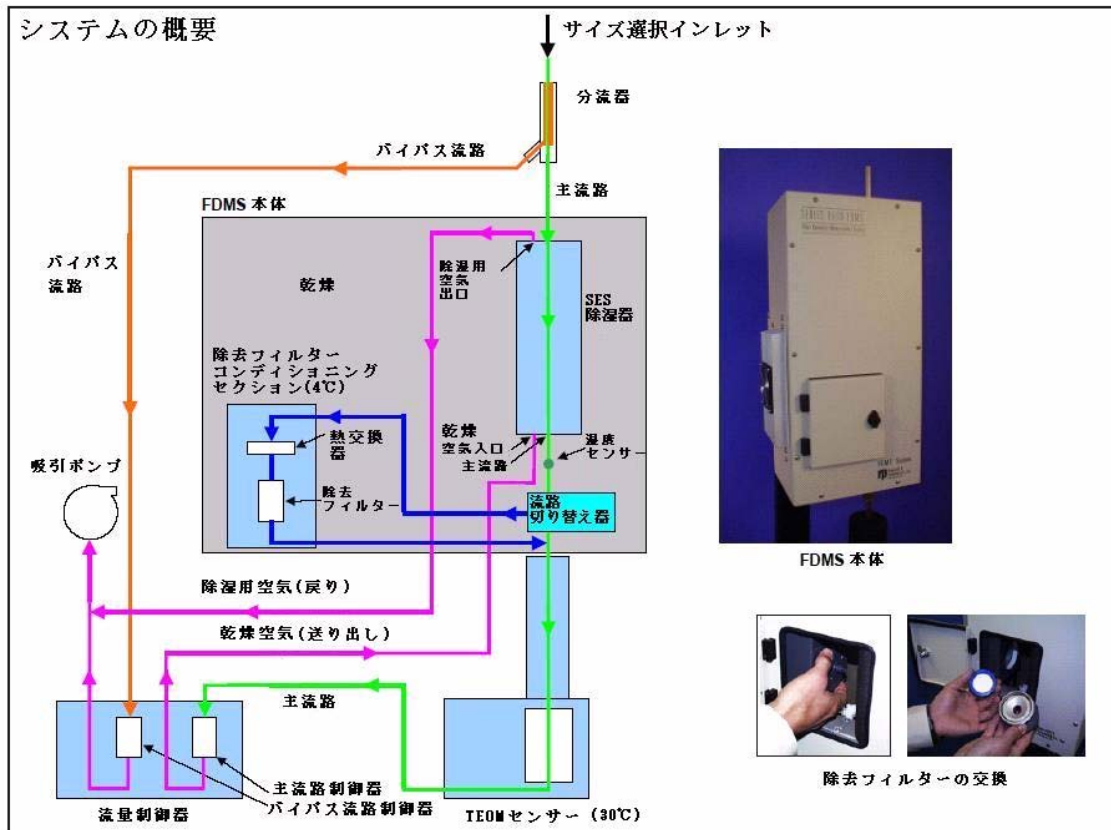 システムの概要
サイズ選択インレット
分流器
バイパス流路
主流路
FDMS 本体
バイパス
流路
乾燥
除湿用
空気
出口
SES
除湿器
除去フィルター
コンディショニング
セクション(4℃)
熱交換
器
乾燥
空気入口
主流路
湿度
センサー
吸引ポンプ
除去
フィルター
流路
切り替え器
FDMS 本体
除湿用空気(戻り)
乾燥空気(送り出し)
主流路
主流路制御器
バイパス流路制御器
流量制御器
TEOMセンサー (30℃)
除去フィルターの交換